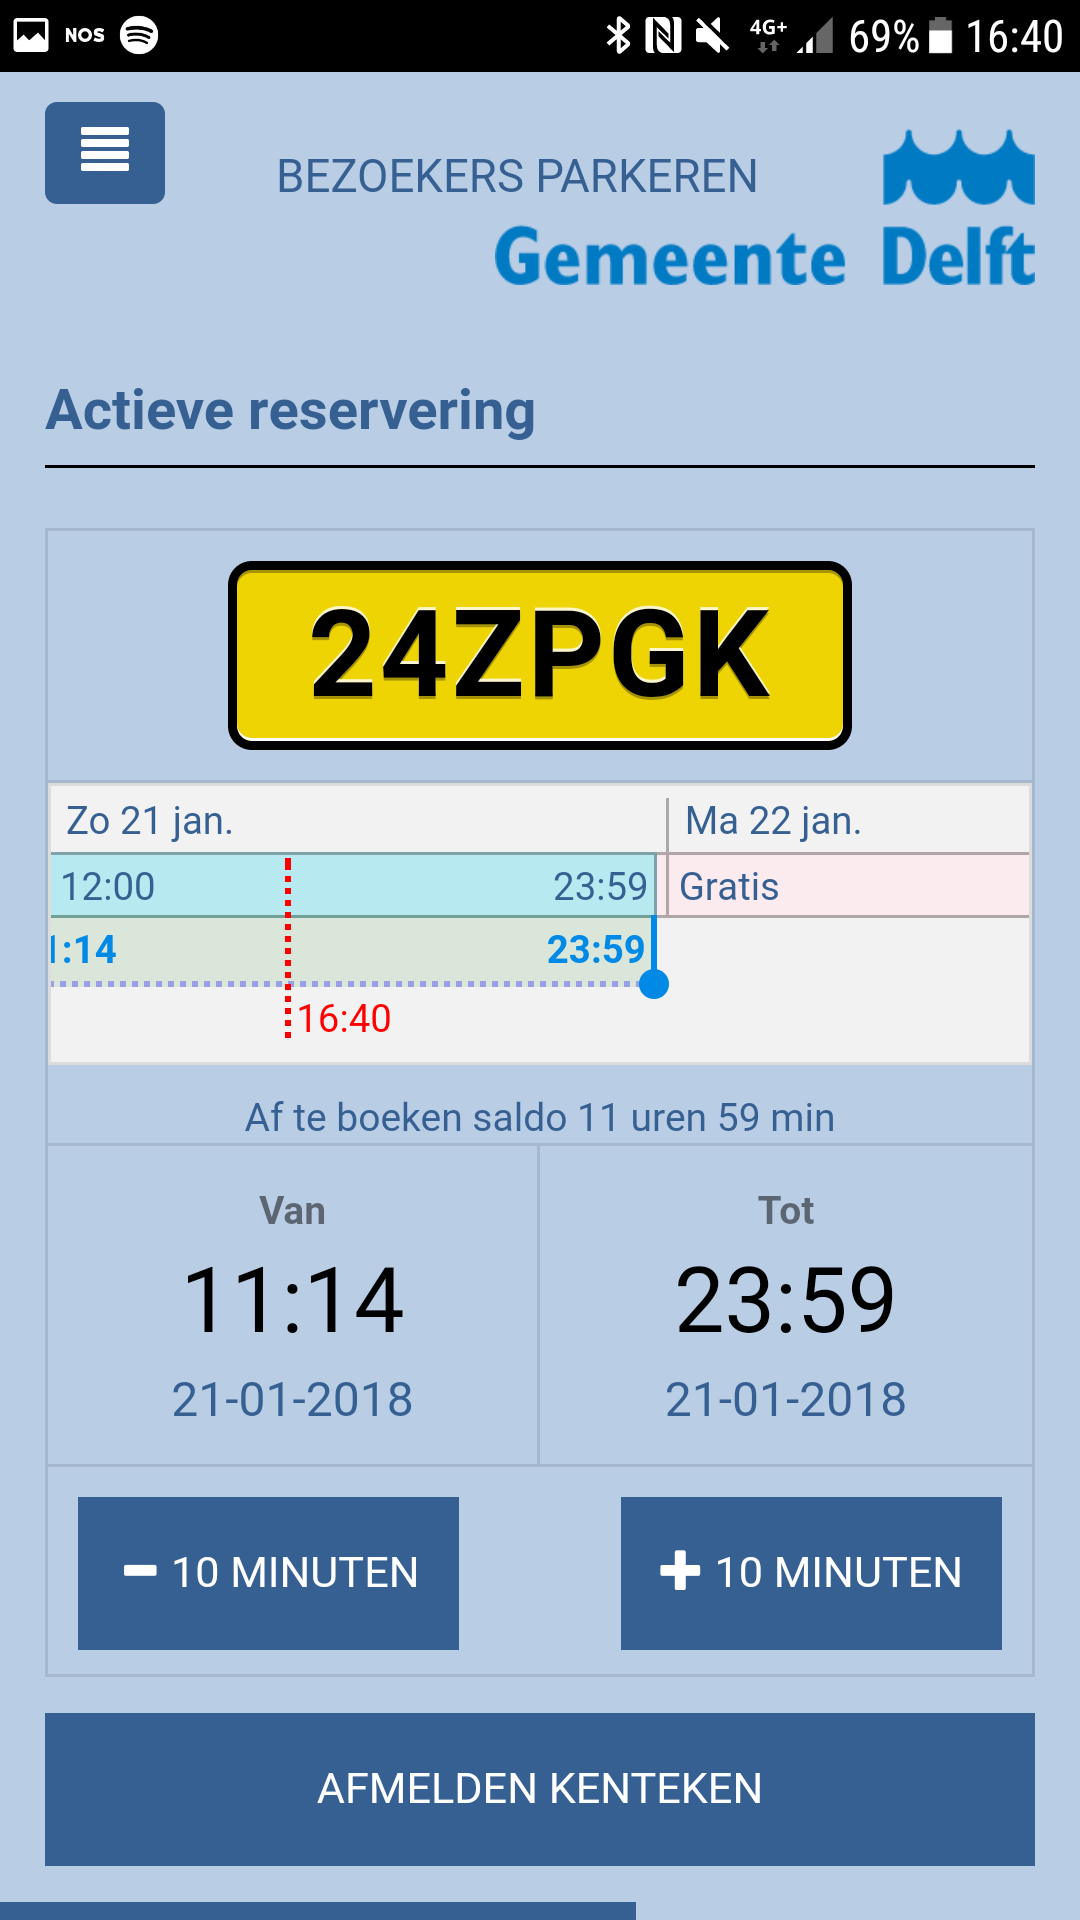 NOS 4G+ 69% 16:40
BEZOEKERS PARKEREN
Gemeente Delft
Actieve reservering
24ZPGK
Zo 21 jan. Ma 22 jan.
12:00 23:59 Gratis
1:14 23:59
16:40
Af te boeken saldo 11 uren 59 min
Van Tot
11:14 23:59
21-01-2018 21-01-2018
10 MINUTEN 10 MINUTEN
AFMELDEN KENTEKEN